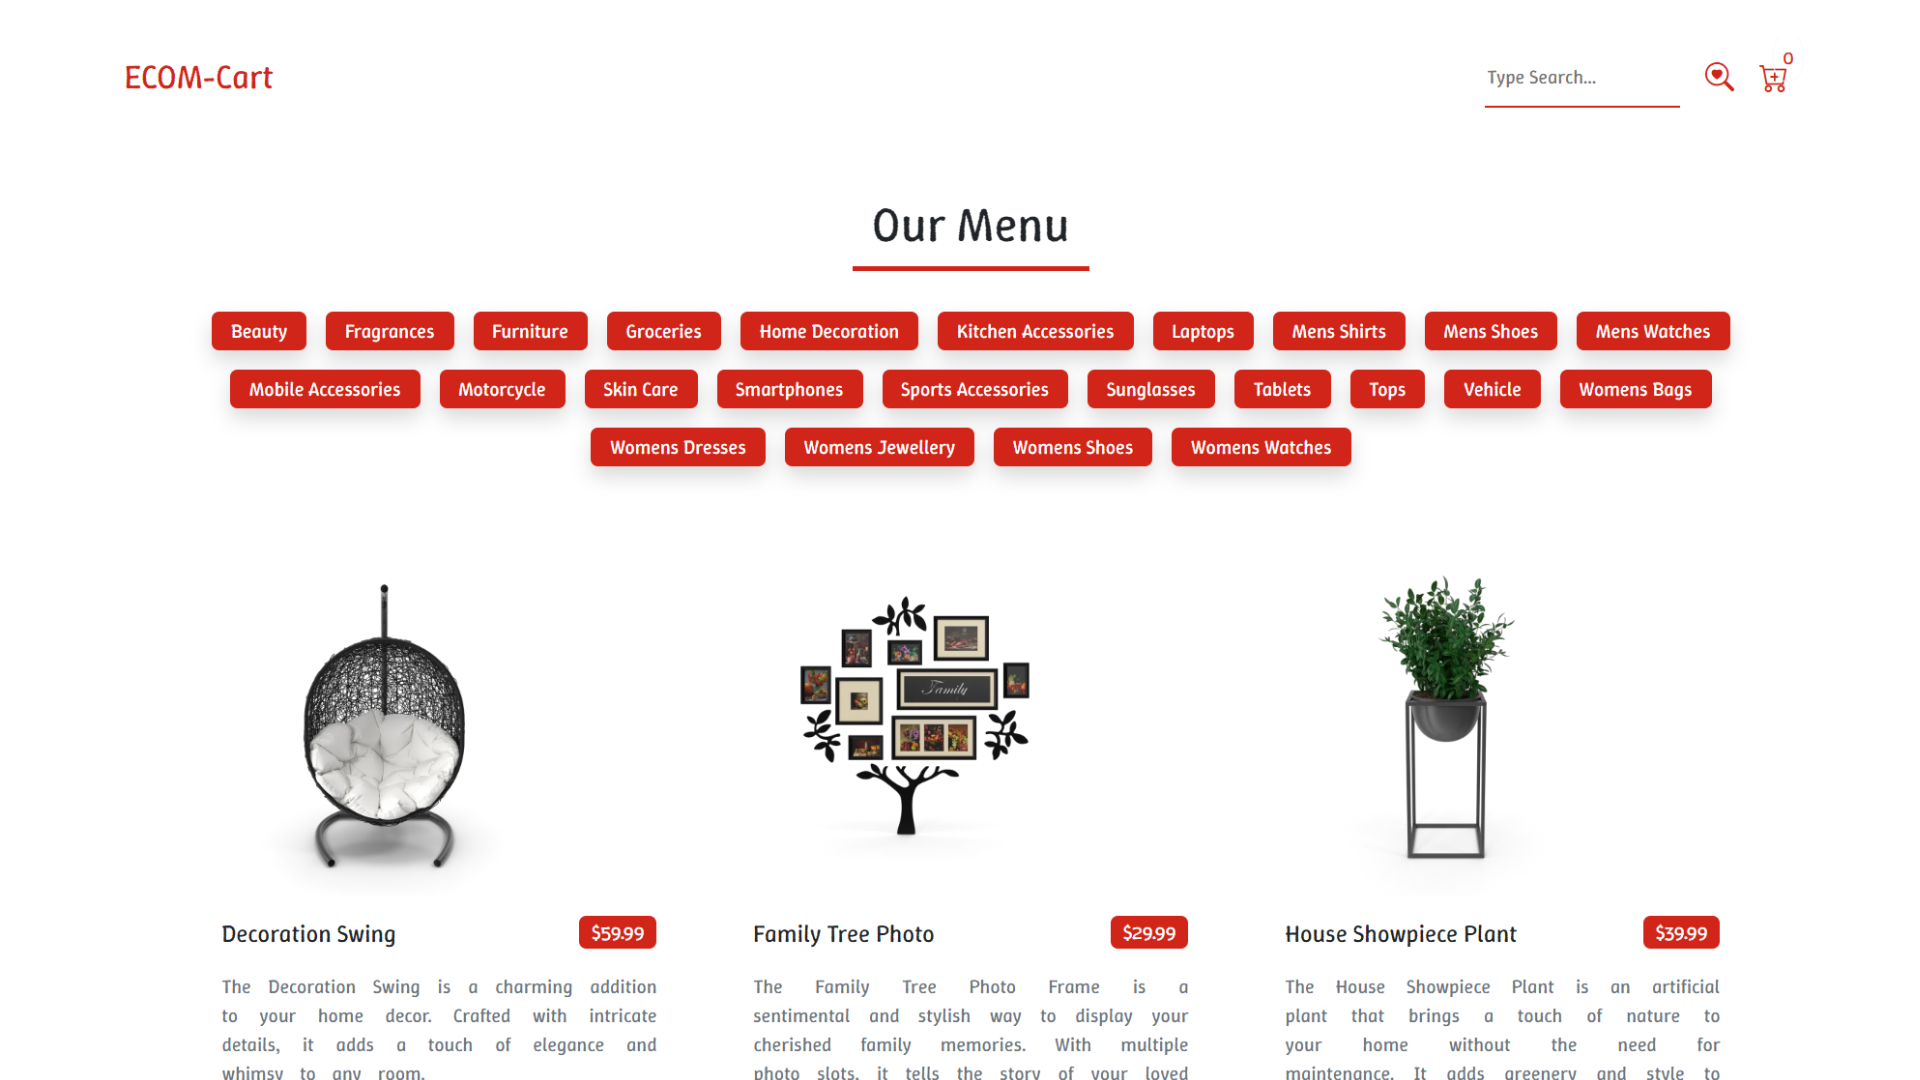 ECOM-Cart
Type Search...
0
Our Menu
Beauty Fragrances Furniture Groceries Home Decoration Kitchen Accessories Laptops Mens Shirts Mens Shoes Mens Watches
Mobile Accessories Motorcycle Skin Care Smartphones Sports Accessories Sunglasses Tablets Tops Vehicle Womens Bags
Womens Dresses Womens Jewellery Womens Shoes Womens Watches
Family
Decoration Swing $59.99
The Decoration Swing is a charming addition
to your home decor. Crafted with intricate
details, it adds a touch of elegance and
whimsy to any room.
Family Tree Photo $29.99
The Family Tree Photo Frame is a
sentimental and stylish way to display your
cherished family memories. With multiple
photo slots, it tells the story of your loved
House Showpiece Plant $39.99
The House Showpiece Plant is an artificial
plant that brings a touch of nature to
your home without the need for
maintenance. It adds greenery and style to